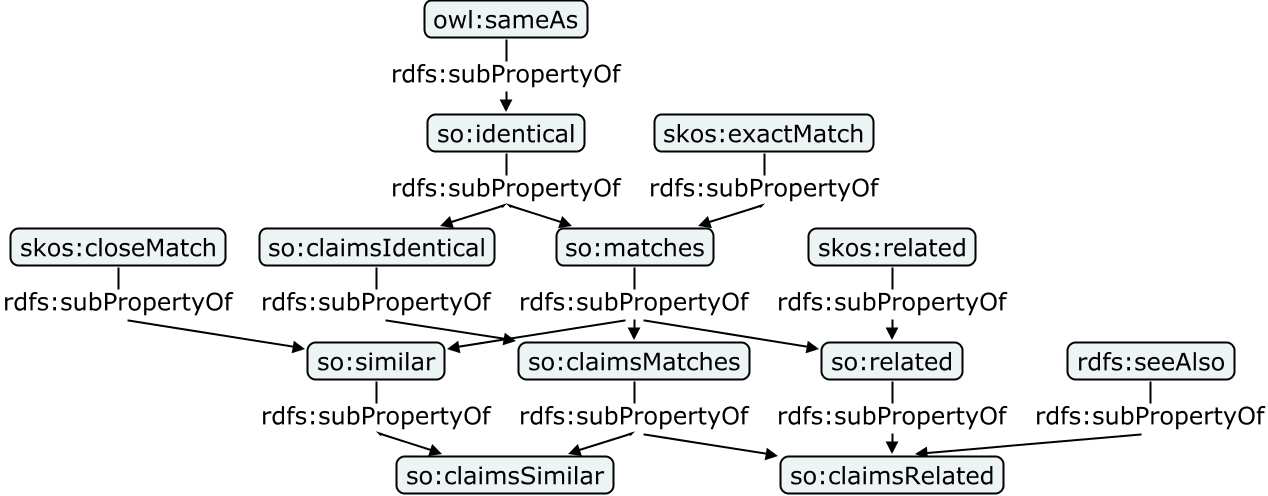 owl:sameAs
rdfs:subPropertyOf
so:identical skos:exactMatch
rdfs:subPropertyOf rdfs:subPropertyOf
skos:closeMatch so:claimsIdentical so:matches skos:related
rdfs:subPropertyOf rdfs:subPropertyOf rdfs:subPropertyOf rdfs:subPropertyOf
so:similar so:claimsMatches so:related rdfs:seeAlso
rdfs:subPropertyOf rdfs:subPropertyOf rdfs:subPropertyOf rdfs:subPropertyOf
so:claimsSimilar so:claimsRelated